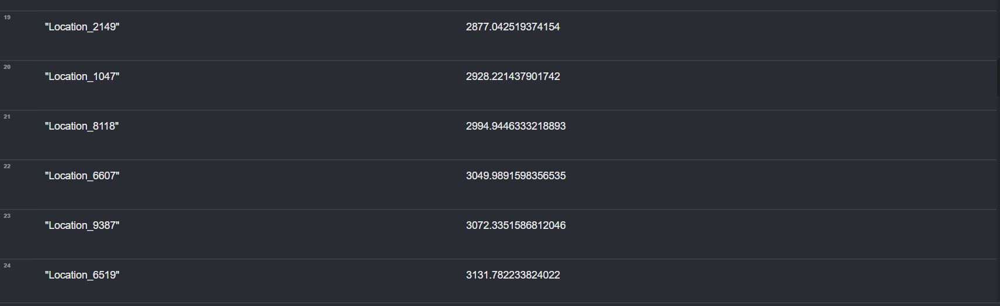 19
"Location_2149" 2877.042519374154
20
"Location_1047" 2928.221437901742
21
"Location_8118" 2994.9446333218893
22
"Location_6607" 3049.9891598356535
23
"Location_9387" 3072.3351586812046
24
"Location_6519" 3131.782233824022